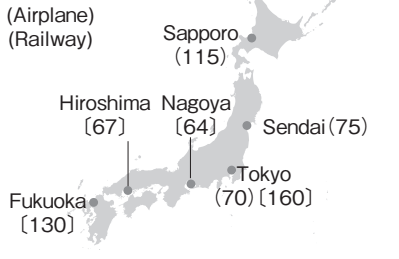 (Airplane)
(Railway)
Sapporo
(115)
Hiroshima
〔67〕
Nagoya
〔64〕
Sendai(75)
Tokyo
(70)〔160〕
Fukuoka
〔130〕